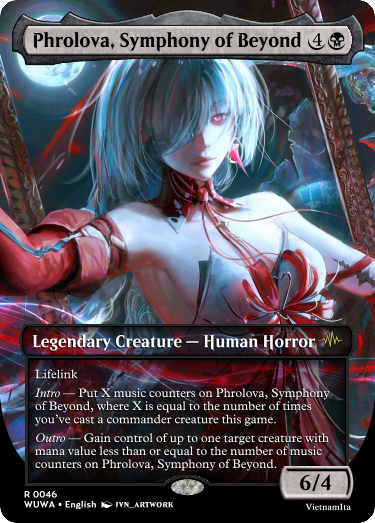 Phrolova, Symphony of Beyond 4
Legendary Creature — Human Horror
Lifelink
Intro — Put X music counters on Phrolova, Symphony
of Beyond, where X is equal to the number of times
you've cast a commander creature this game.
Outro — Gain control of up to one target creature with
mana value less than or equal to the number of music
counters on Phrolova, Symphony of Beyond.
6/4
R 0046
WUWA • English JVN_ARTWORK
VietnamIta